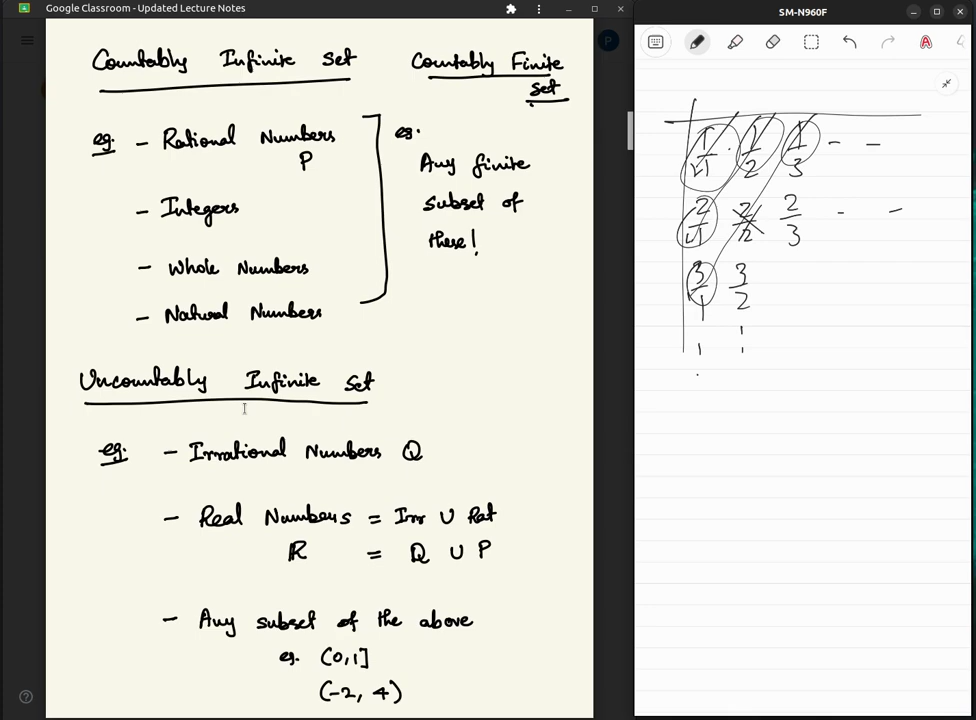 Google Classroom - Updated Lecture Notes
Countably Infinite Set
eg. - Rational Numbers
P
- Integers
- Whole Numbers
- Natural Numbers
Countably Finite
Set
eg.
Any finite
subset of
these!
Uncountably Infinite Set
eg. - Irrational Numbers Q
- Real Numbers = Irr ∪ Rat
R = Q ∪ P
- Any subset of the above
eg. (0,1]
(-2, 4)
P
SM-N960F
A
1/1 1/2 1/3 - -
2/1 2/2 2/3 - -
3/1 3/2